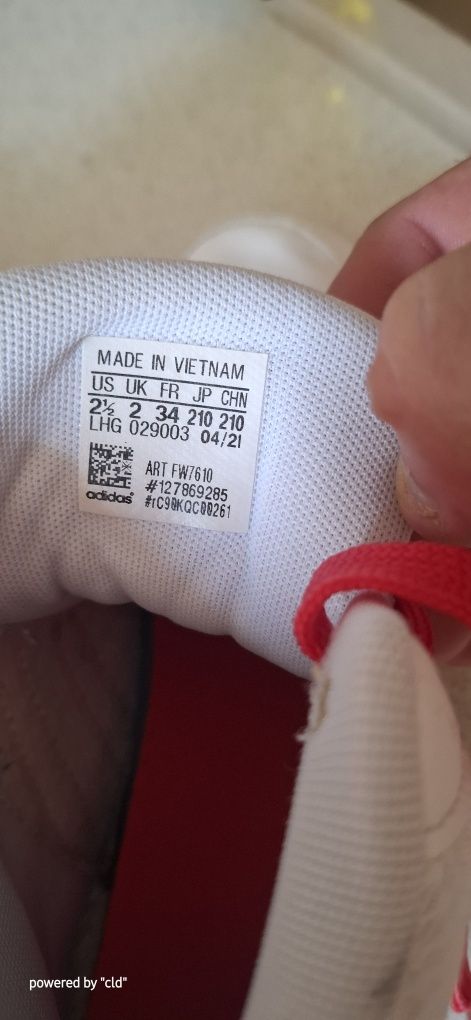 MADE IN VIETNAM
US UK FR JP CHN
2½ 2 34 210 210
LHG 029003 04/21
ART FW7610
#127869285
adidas® #rC90KQC00261
powered by "cld"